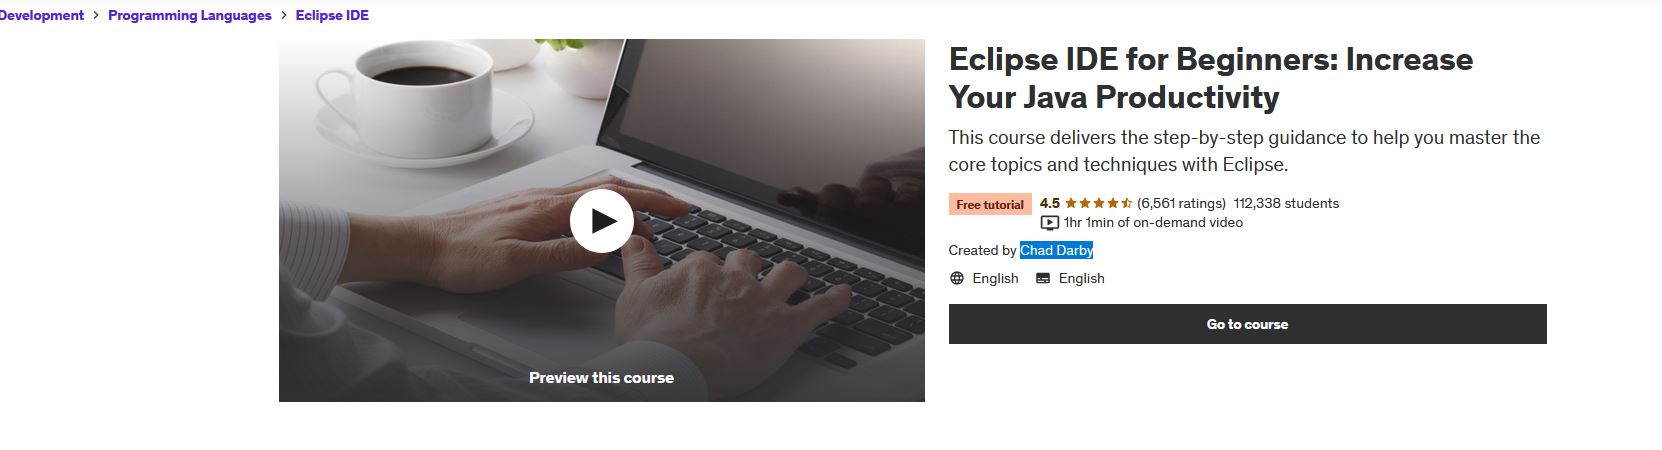 Development > Programming Languages > Eclipse IDE
Eclipse IDE for Beginners: Increase
Your Java Productivity
This course delivers the step-by-step guidance to help you master the
core topics and techniques with Eclipse.
Free tutorial 4.5 (6,561 ratings) 112,338 students
1hr 1min of on-demand video
Created by Chad Darby
English English
Go to course
Preview this course